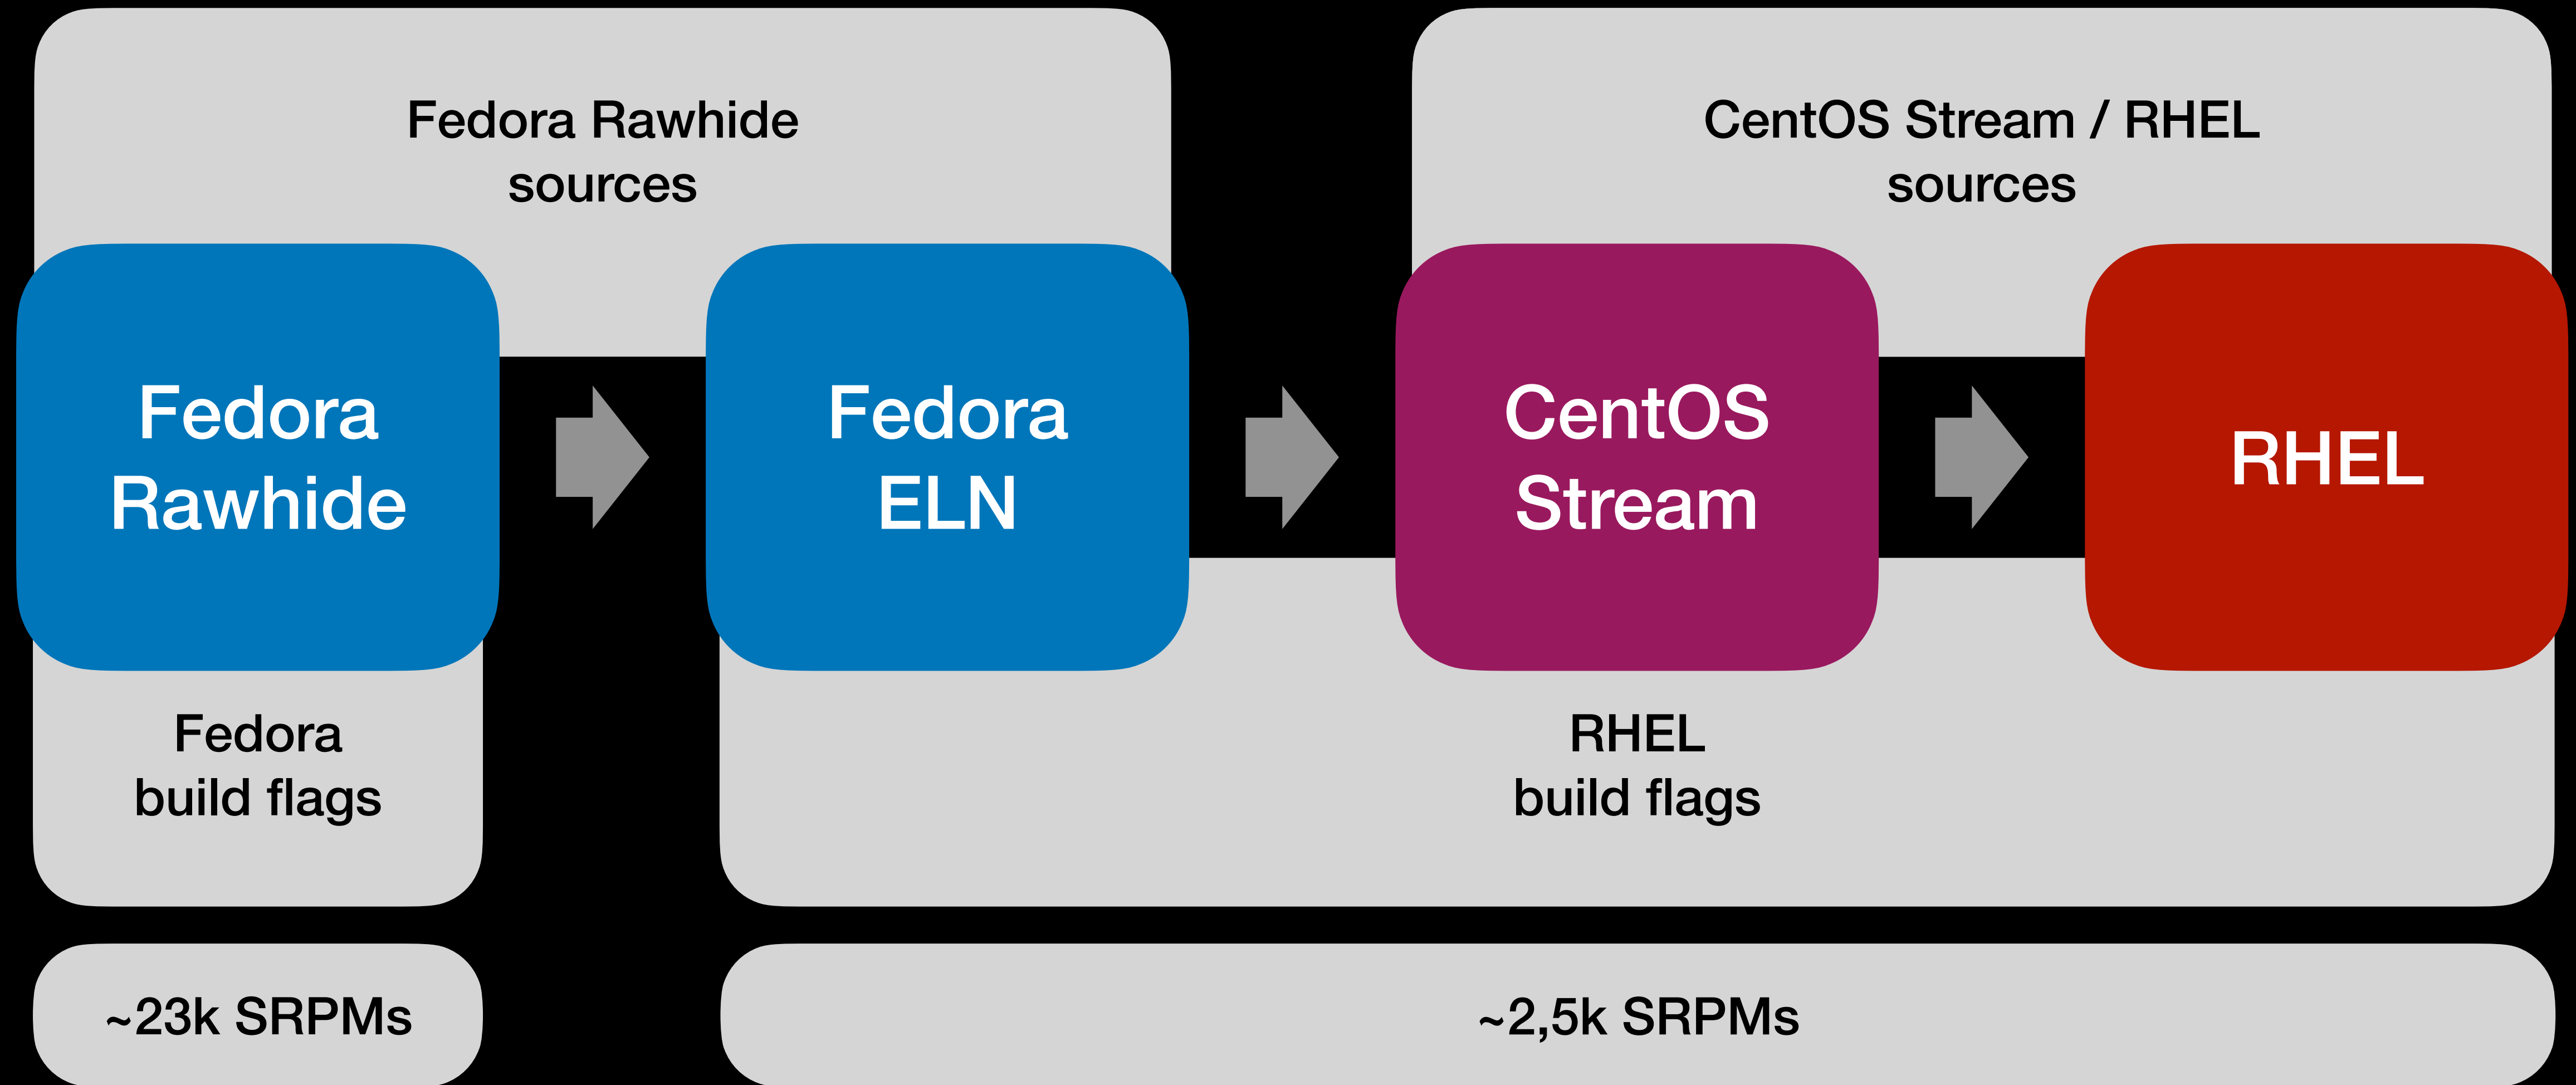 Fedora Rawhide
sources
CentOS Stream / RHEL
sources
Fedora
Rawhide
Fedora
ELN
CentOS
Stream
RHEL
Fedora
build flags
RHEL
build flags
~23k SRPMs
~2,5k SRPMs